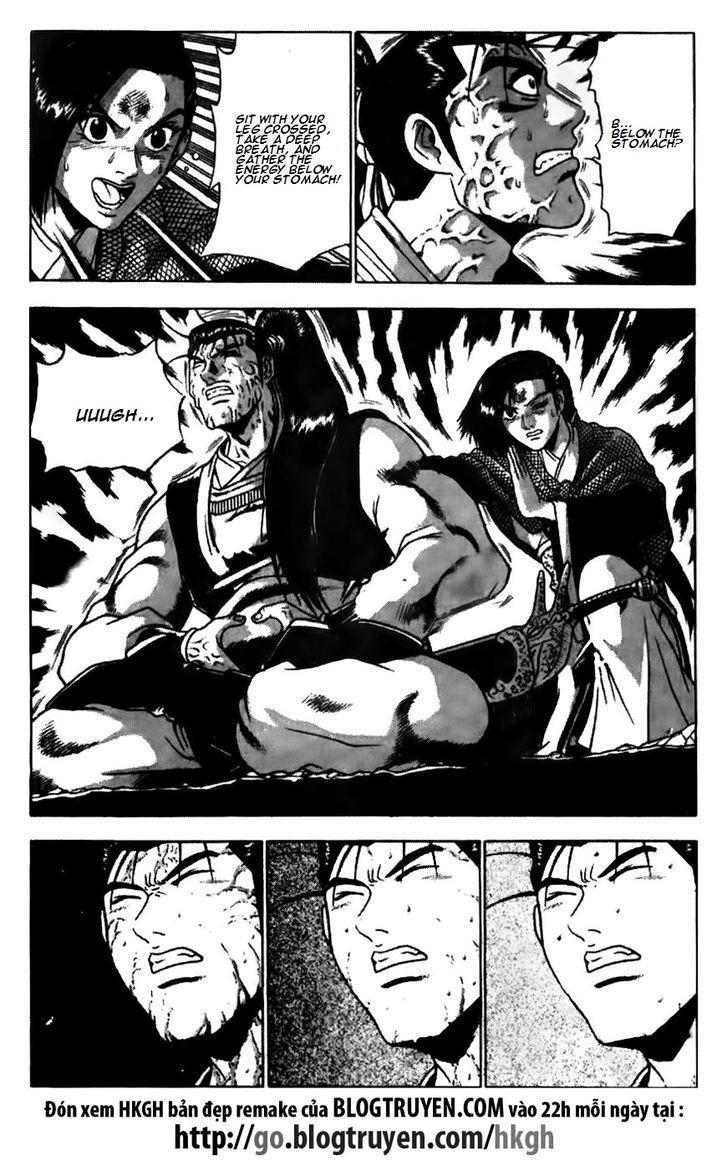 SIT WITH YOUR
LEG CROSSED,
TAKE A DEEP
BREATH, AND
GATHER THE
ENERGY BELOW
YOUR STOMACH!
B...
BELOW THE
STOMACH?
UUUGH...
Đón xem HKGH bản đẹp remake của BLOGTRUYEN.COM vào 22h mỗi ngày tại :
http://go.blogtruyen.com/hkgh